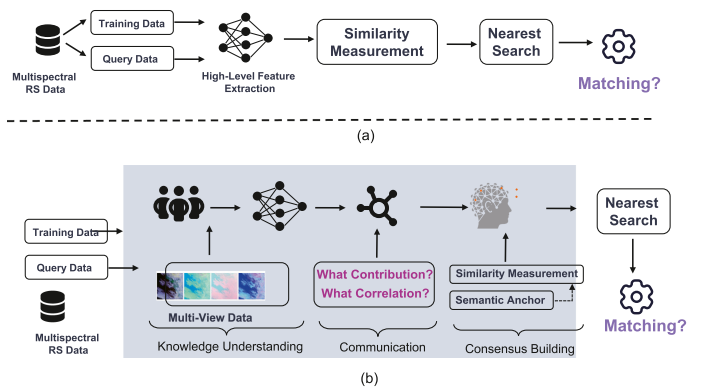 Training Data
Query Data
Multispectral
RS Data
High-Level Feature
Extraction
Similarity
Measurement
Nearest
Search
Matching?
(a)
Training Data
Query Data
Multispectral
RS Data
Multi-View Data
Knowledge Understanding
What Contribution?
What Correlation?
Communication
Similarity Measurement
Semantic Anchor
Consensus Building
Nearest
Search
Matching?
(b)